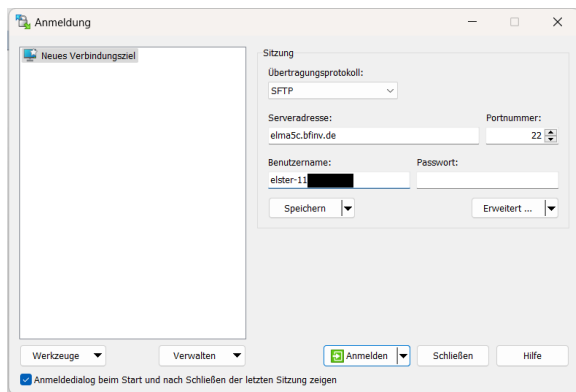 Anmeldung
Neues Verbindungsziel
Sitzung
Übertragungsprotokoll:
SFTP
Serveradresse: Portnummer:
elma5c.bfinv.de 22
Benutzername: Passwort:
elster-11
Speichern Erweitert ...
Werkzeuge Verwalten Anmelden Schließen Hilfe
Anmeldedialog beim Start und nach Schließen der letzten Sitzung zeigen